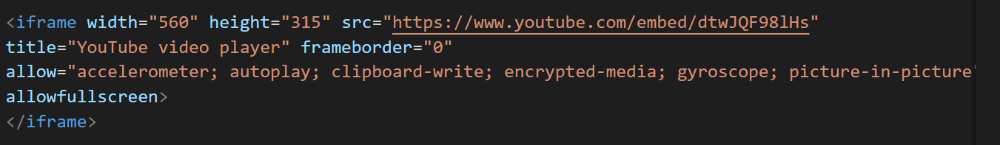 <iframe width="560" height="315" src="https://www.youtube.com/embed/dtwJQF98lHs"
title="YouTube video player" frameborder="0"
allow="accelerometer; autoplay; clipboard-write; encrypted-media; gyroscope; picture-in-picture"
allowfullscreen>
</iframe>